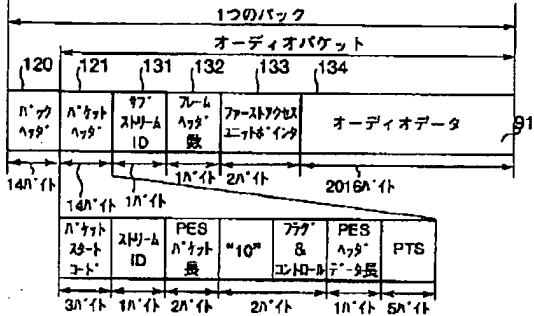 1つのパック
オーディオパケット
120 121 131 132 133 134
パック
ヘッダ
パケット
ヘッダ
サブ
ストリーム
ID
フレーム
ヘッダ
数
ファーストアクセス
ユニットポインタ
オーディオデータ
91
14バイト
14バイト
1バイト
1バイト
2バイト
2016バイト
パケット
スタート
コード
ストリーム
ID
PES
パケット
長
"10"
フラグ
&
コントロール
PES
ヘッダ
データ長
PTS
3バイト
1バイト
2バイト
2バイト
1バイト
5バイト